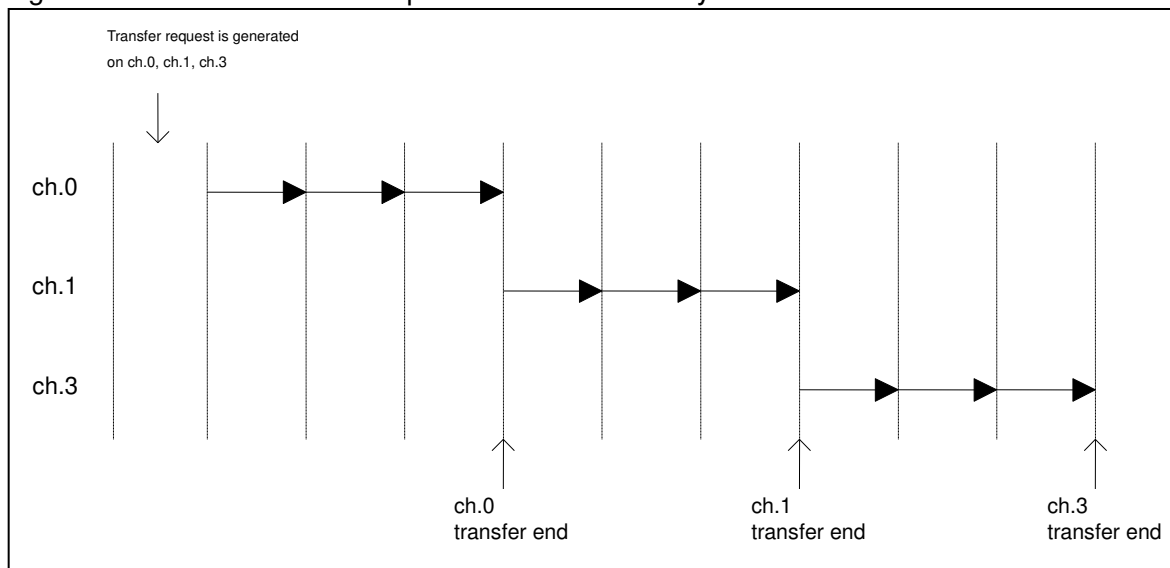 Transfer request is generated
on ch.0, ch.1, ch.3
ch.0
ch.1
ch.3
ch.0
transfer end
ch.1
transfer end
ch.3
transfer end